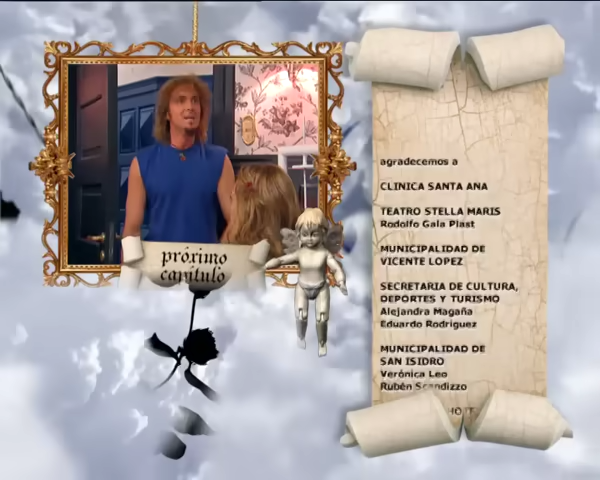 próximo
capítulo
agradecemos a
CLINICA SANTA ANA
TEATRO STELLA MARIS
Rodolfo Gala Plast
MUNICIPALIDAD DE
VICENTE LOPEZ
SECRETARIA DE CULTURA,
DEPORTES Y TURISMO
Alejandra Magaña
Eduardo Rodriguez
MUNICIPALIDAD DE
SAN ISIDRO
Verónica Leo
Rubén Scandizzo